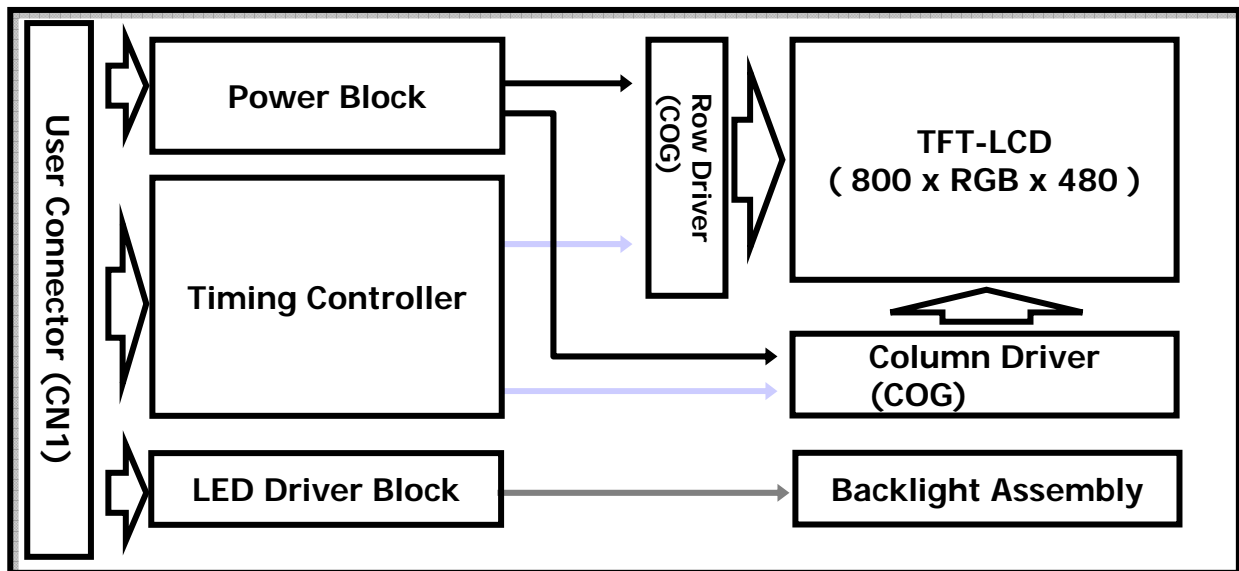 User Connector (CN1)
Power Block
Row Driver
(COG)
TFT-LCD
( 800 x RGB x 480 )
Timing Controller
Column Driver
(COG)
LED Driver Block
Backlight Assembly